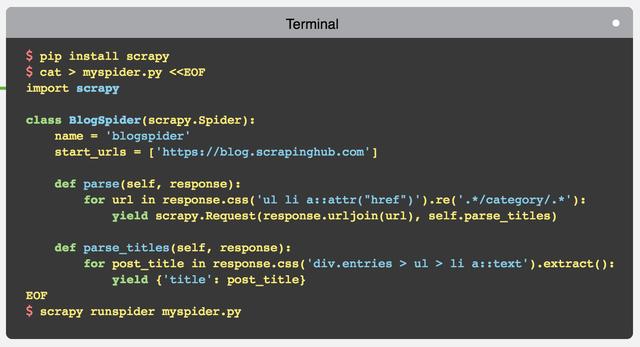 Terminal
$ pip install scrapy
$ cat > myspider.py <<EOF
import scrapy

class BlogSpider(scrapy.Spider):
    name = 'blogspider'
    start_urls = ['https://blog.scrapinghub.com']

    def parse(self, response):
        for url in response.css('ul li a::attr("href")').re('.*/category/.*'):
            yield scrapy.Request(response.urljoin(url), self.parse_titles)

    def parse_titles(self, response):
        for post_title in response.css('div.entries > ul > li a::text').extract():
            yield {'title': post_title}
EOF
$ scrapy runspider myspider.py